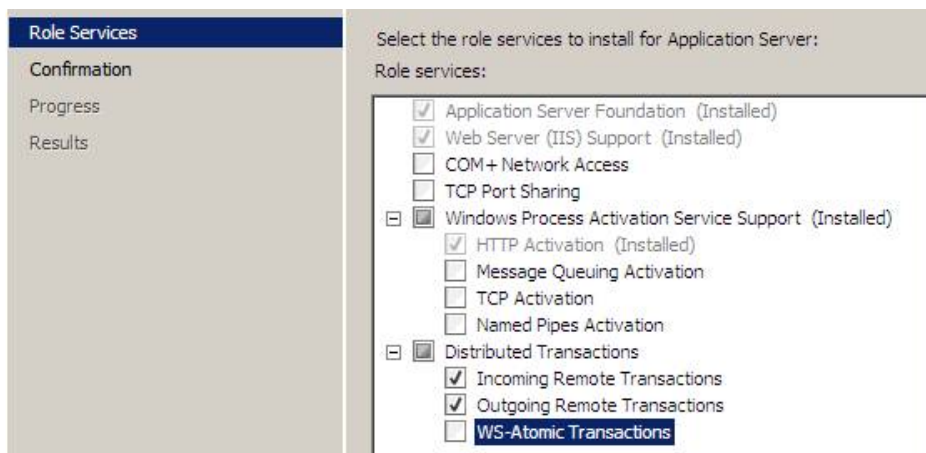 Role Services
Confirmation
Progress
Results
Select the role services to install for Application Server:
Role services:
Application Server Foundation (Installed)
Web Server (IIS) Support (Installed)
COM+ Network Access
TCP Port Sharing
Windows Process Activation Service Support (Installed)
HTTP Activation (Installed)
Message Queuing Activation
TCP Activation
Named Pipes Activation
Distributed Transactions
Incoming Remote Transactions
Outgoing Remote Transactions
WS-Atomic Transactions